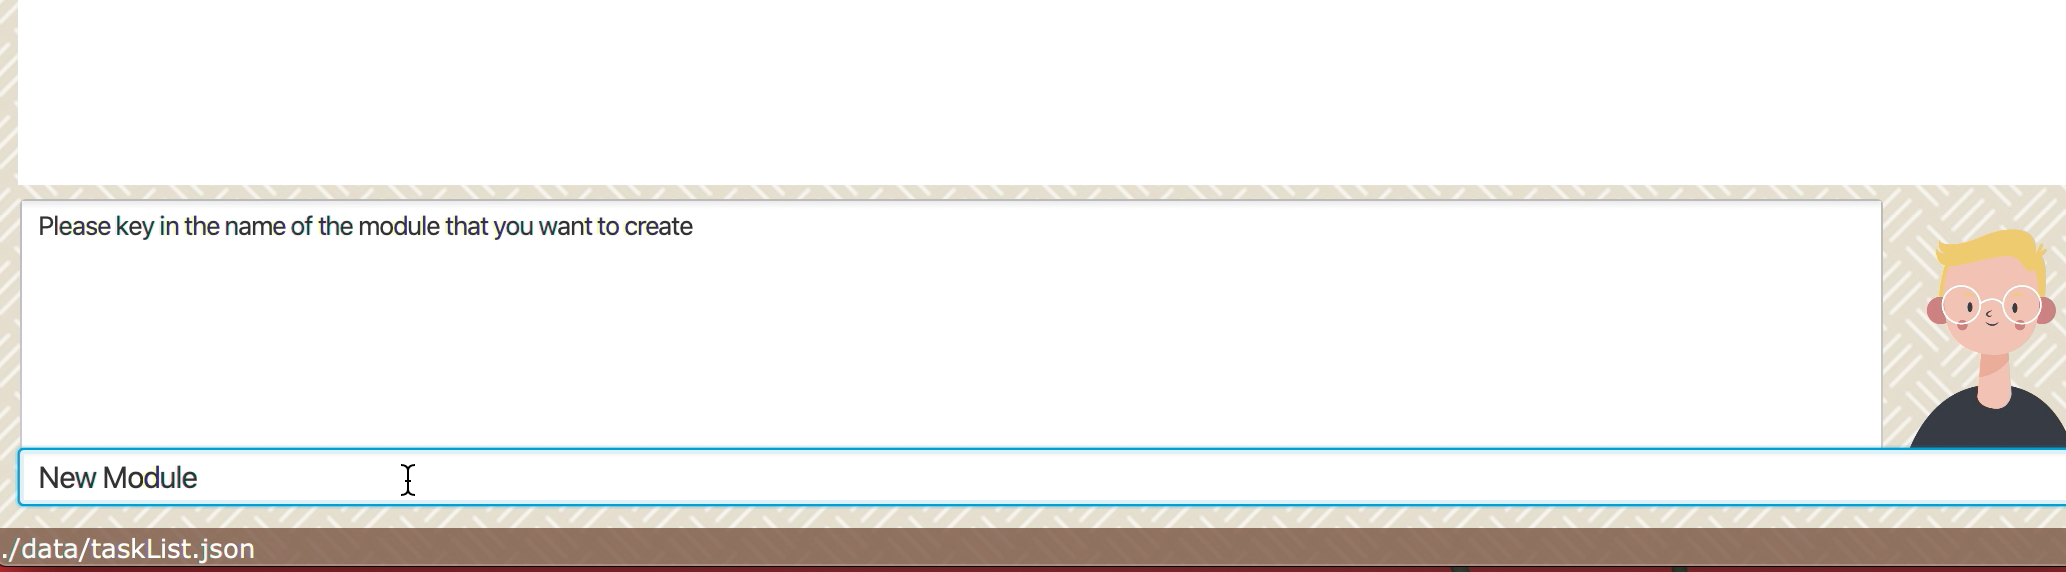 Please key in the name of the module that you want to create
New Module
./data/taskList.json